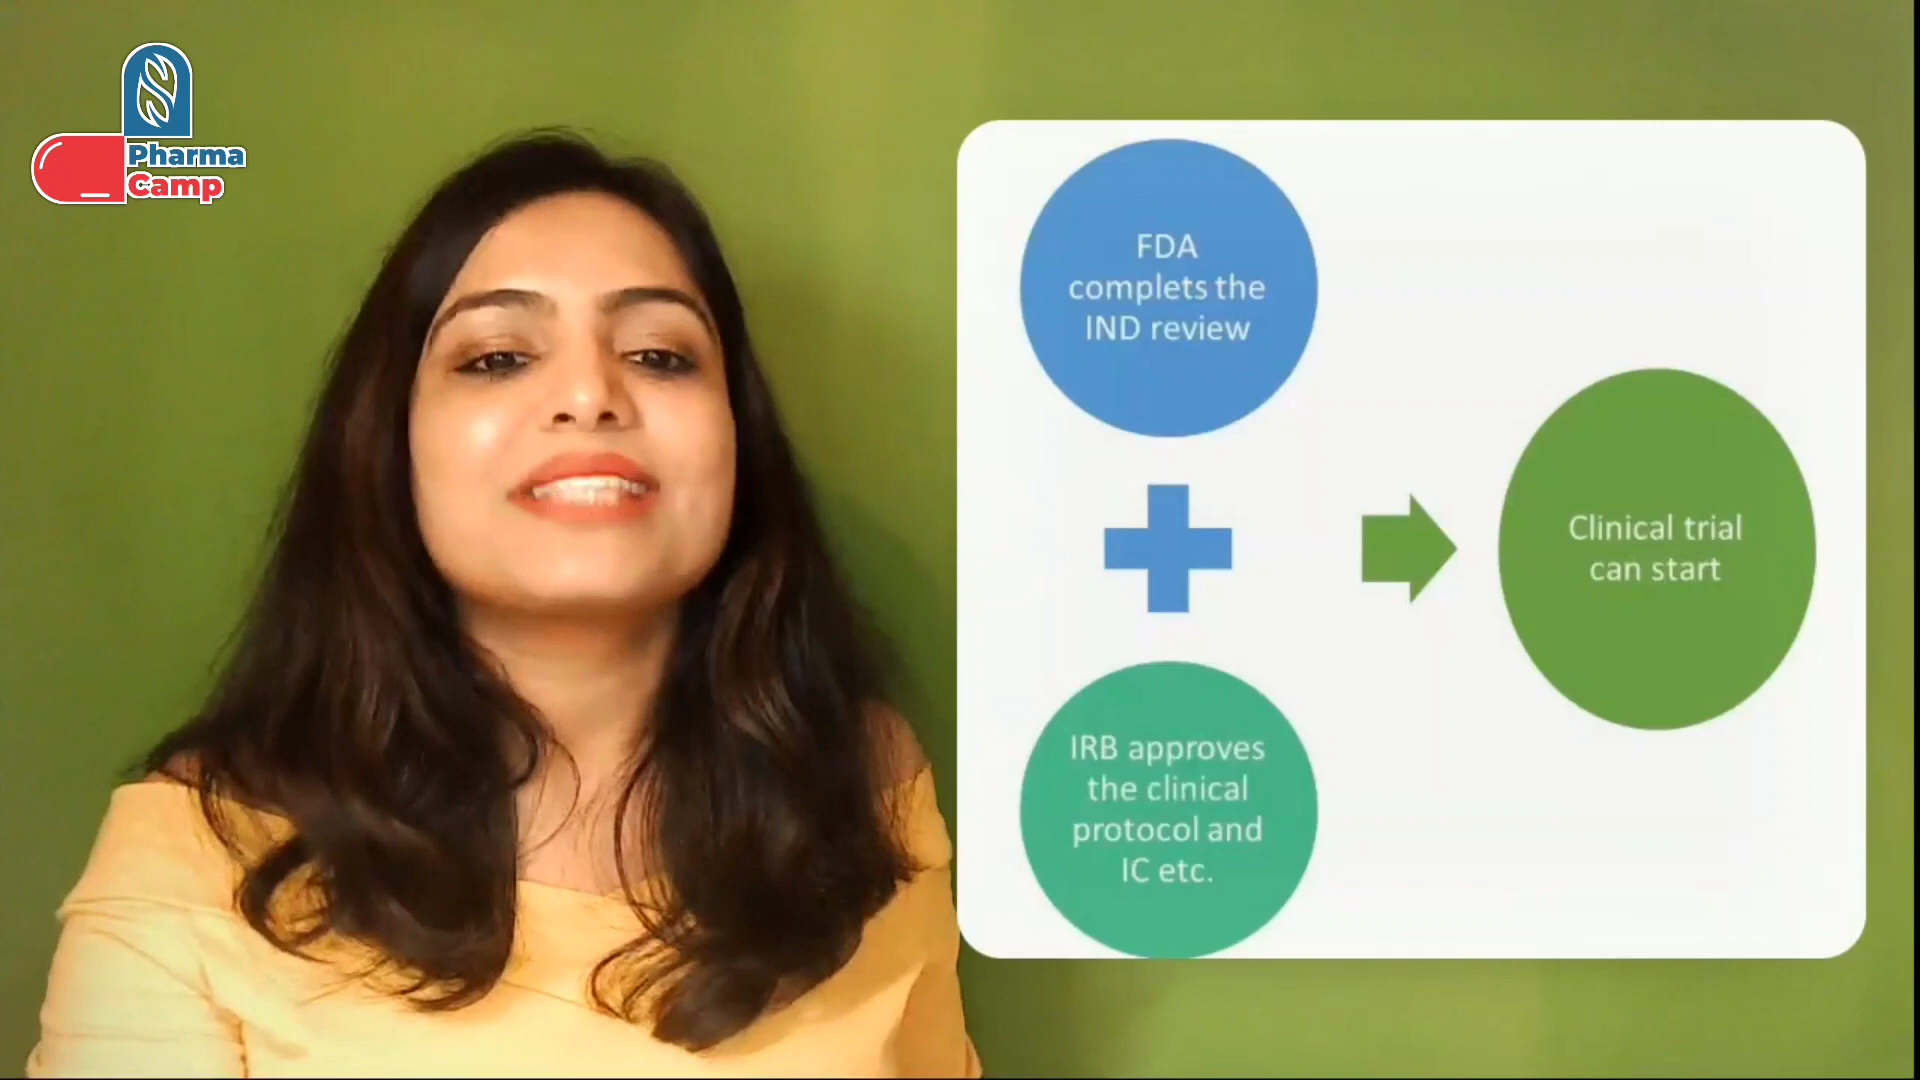 Pharma
Camp
FDA
complets the
IND review
IRB approves
the clinical
protocol and
IC etc.
Clinical trial
can start